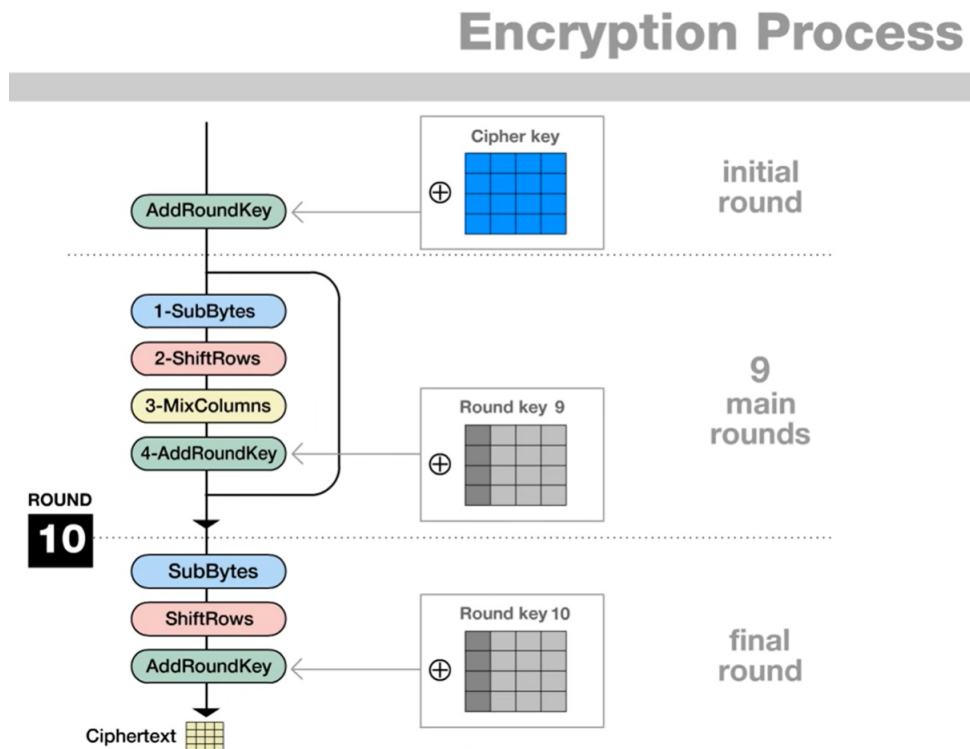 Encryption Process
Cipher key
⊕
AddRoundKey
initial
round
1-SubBytes
2-ShiftRows
3-MixColumns
4-AddRoundKey
Round key 9
⊕
9
main
rounds
ROUND
10
SubBytes
ShiftRows
AddRoundKey
Round key 10
⊕
final
round
Ciphertext